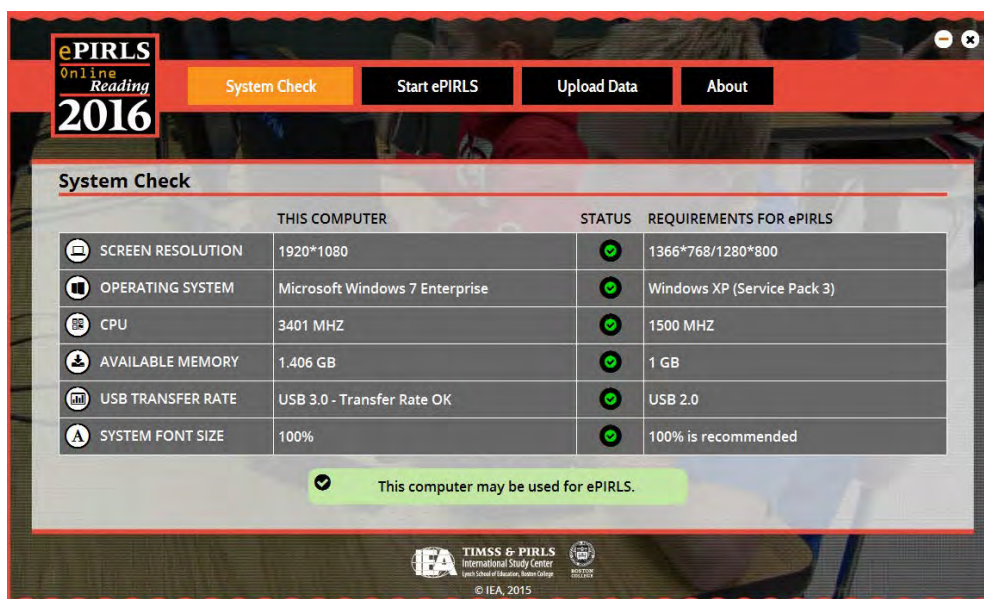 ePIRLS
Online
Reading
2016
System Check
Start ePIRLS
Upload Data
About
System Check
THIS COMPUTER STATUS REQUIREMENTS FOR ePIRLS
SCREEN RESOLUTION 1920*1080 1366*768/1280*800
OPERATING SYSTEM Microsoft Windows 7 Enterprise Windows XP (Service Pack 3)
CPU 3401 MHZ 1500 MHZ
AVAILABLE MEMORY 1.406 GB 1 GB
USB TRANSFER RATE USB 3.0 - Transfer Rate OK USB 2.0
A SYSTEM FONT SIZE 100% 100% is recommended
This computer may be used for ePIRLS.
IEA
TIMSS & PIRLS
International Study Center
Lynch School of Education, Boston College
BOSTON
COLLEGE
© IEA, 2015